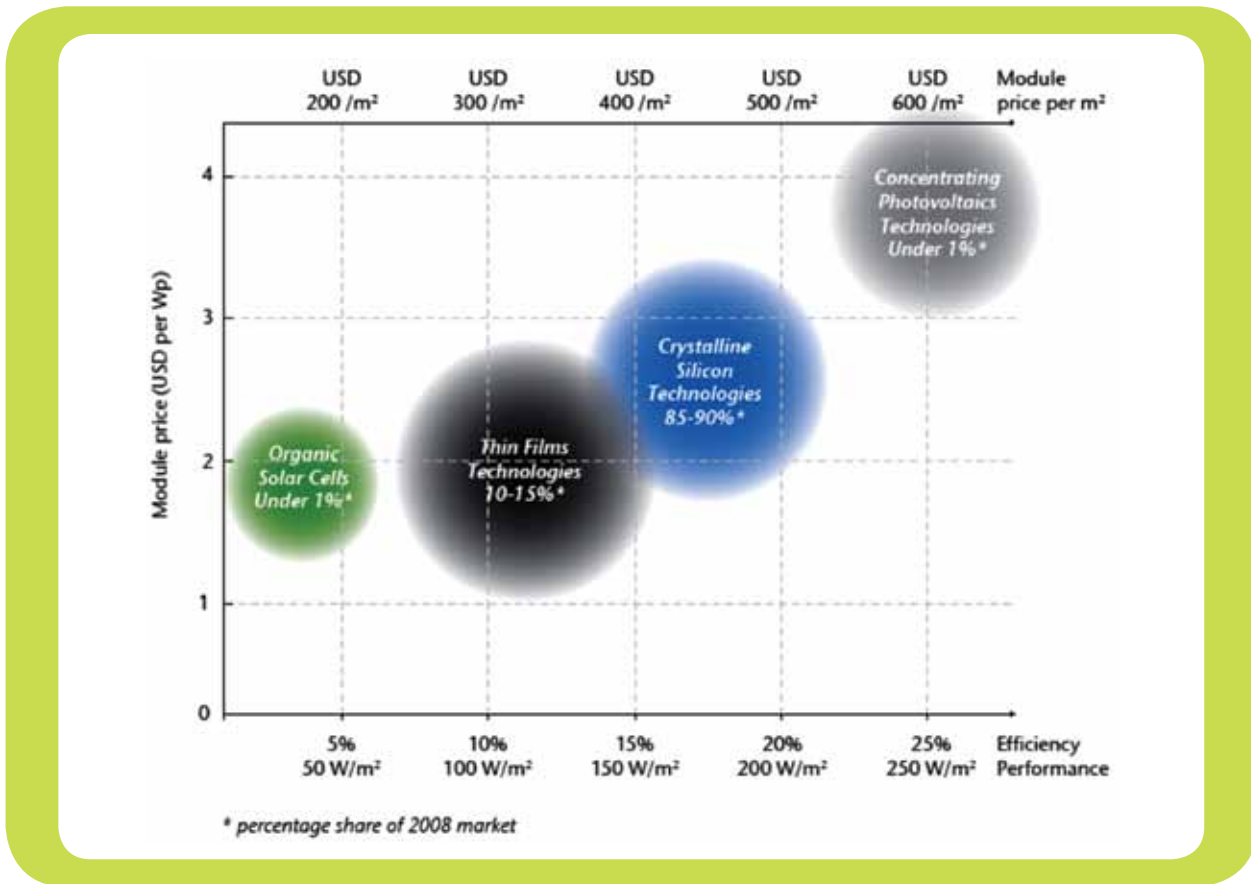 USD
200 /m²
USD
300 /m²
USD
400 /m²
USD
500 /m²
USD
600 /m²
Module
price per m²
Module price (USD per Wp)
4
3
2
1
0
Concentrating
Photovoltaics
Technologies
Under 1%*
Crystalline
Silicon
Technologies
85-90%*
Thin Films
Technologies
10-15%*
Organic
Solar Cells
Under 1%*
5%
50 W/m²
10%
100 W/m²
15%
150 W/m²
20%
200 W/m²
25%
250 W/m²
Efficiency
Performance
* percentage share of 2008 market